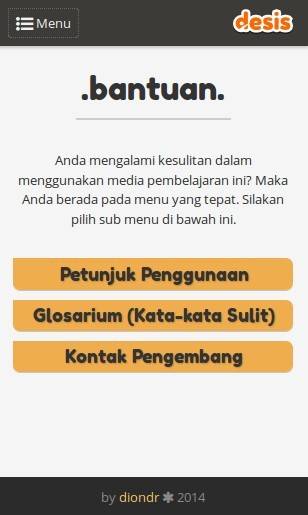 Menu
desis
.bantuan.
Anda mengalami kesulitan dalam
menggunakan media pembelajaran ini? Maka
Anda berada pada menu yang tepat. Silakan
pilih sub menu di bawah ini.
Petunjuk Penggunaan
Glosarium (Kata-kata Sulit)
Kontak Pengembang
by diondr ✽ 2014